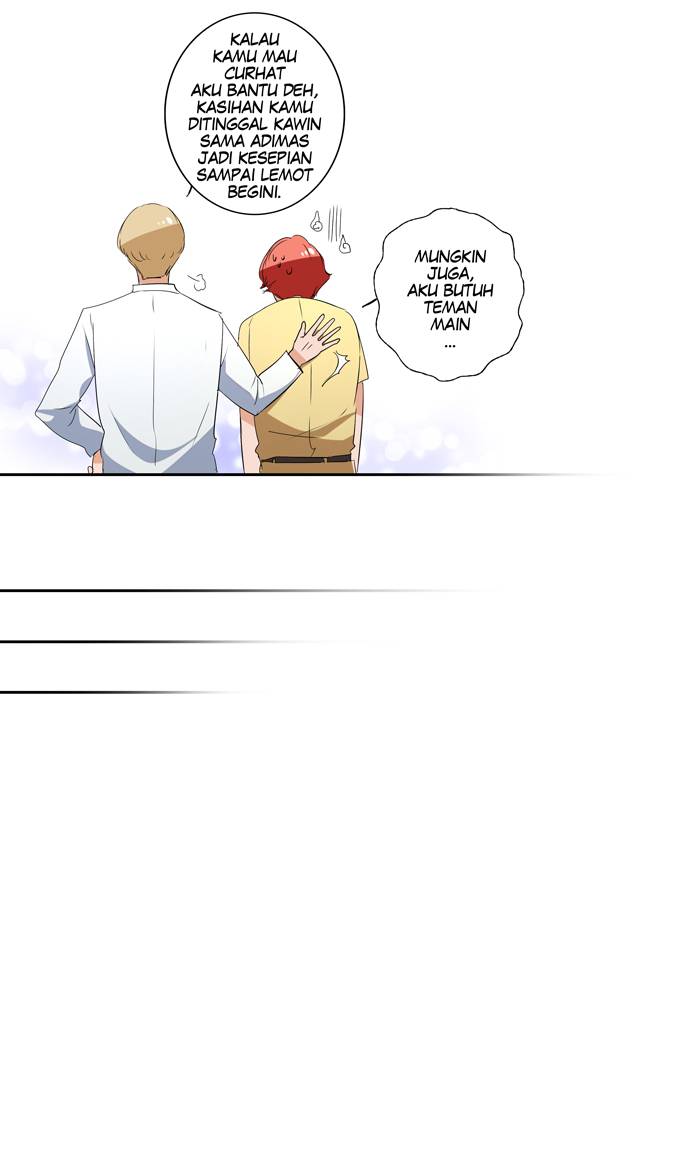 KALAU
KAMU MAU
CURHAT
AKU BANTU DEH,
KASIHAN KAMU
DITINGGAL KAWIN
SAMA ADIMAS
JADI KESEPIAN
SAMPAI LEMOT
BEGINI.
MUNGKIN
JUGA,
AKU BUTUH
TEMAN
MAIN
...